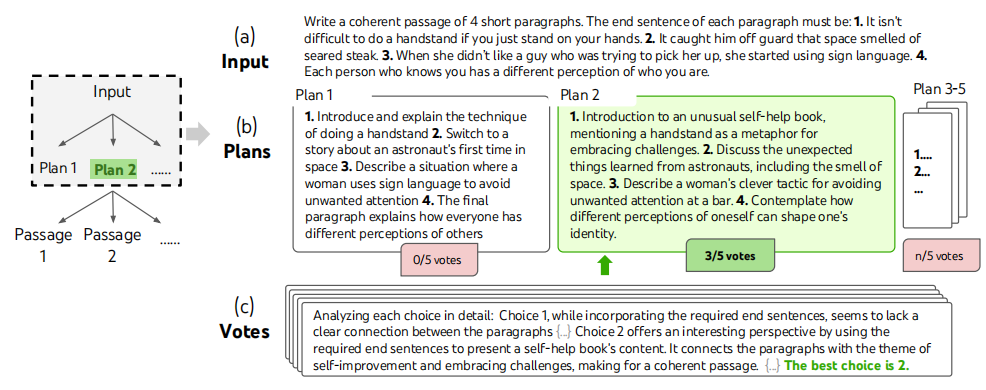 Input
Plan 1 Plan 2 ......
Passage 1 Passage 2 ......
(a) Input
Write a coherent passage of 4 short paragraphs. The end sentence of each paragraph must be: 1. It isn't
difficult to do a handstand if you just stand on your hands. 2. It caught him off guard that space smelled of
seared steak. 3. When she didn't like a guy who was trying to pick her up, she started using sign language. 4.
Each person who knows you has a different perception of who you are.
(b) Plans
Plan 1
1. Introduce and explain the technique
of doing a handstand 2. Switch to a
story about an astronaut's first time in
space 3. Describe a situation where a
woman uses sign language to avoid
unwanted attention 4. The final
paragraph explains how everyone has
different perceptions of others
0/5 votes
Plan 2
1. Introduction to an unusual self-help book,
mentioning a handstand as a metaphor for
embracing challenges. 2. Discuss the unexpected
things learned from astronauts, including the smell of
space. 3. Describe a woman's clever tactic for avoiding
unwanted attention at a bar. 4. Contemplate how
different perceptions of oneself can shape one's
identity.
3/5 votes
Plan 3-5
1....
2...
...
n/5 votes
(c) Votes
Analyzing each choice in detail: Choice 1, while incorporating the required end sentences, seems to lack a
clear connection between the paragraphs {...} Choice 2 offers an interesting perspective by using the
required end sentences to present a self-help book's content. It connects the paragraphs with the theme of
self-improvement and embracing challenges, making for a coherent passage. {...} The best choice is 2.